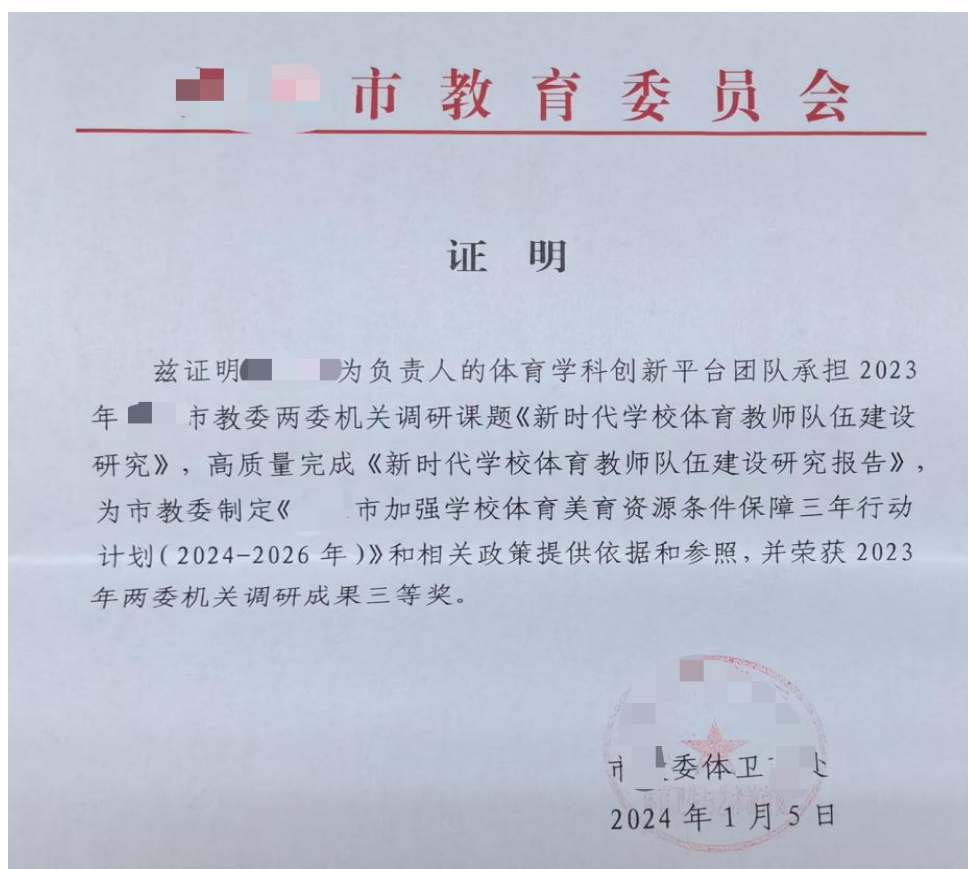 市教育委员会
证 明
兹证明 为负责人的体育学科创新平台团队承担 2023
年 市教委两委机关调研课题《新时代学校体育教师队伍建设
研究》，高质量完成《新时代学校体育教师队伍建设研究报告》，
为市教委制定《 市加强学校体育美育资源条件保障三年行动
计划(2024-2026 年)》和相关政策提供依据和参照,并荣获 2023
年两委机关调研成果三等奖。
市 委体卫
2024 年 1 月 5 日